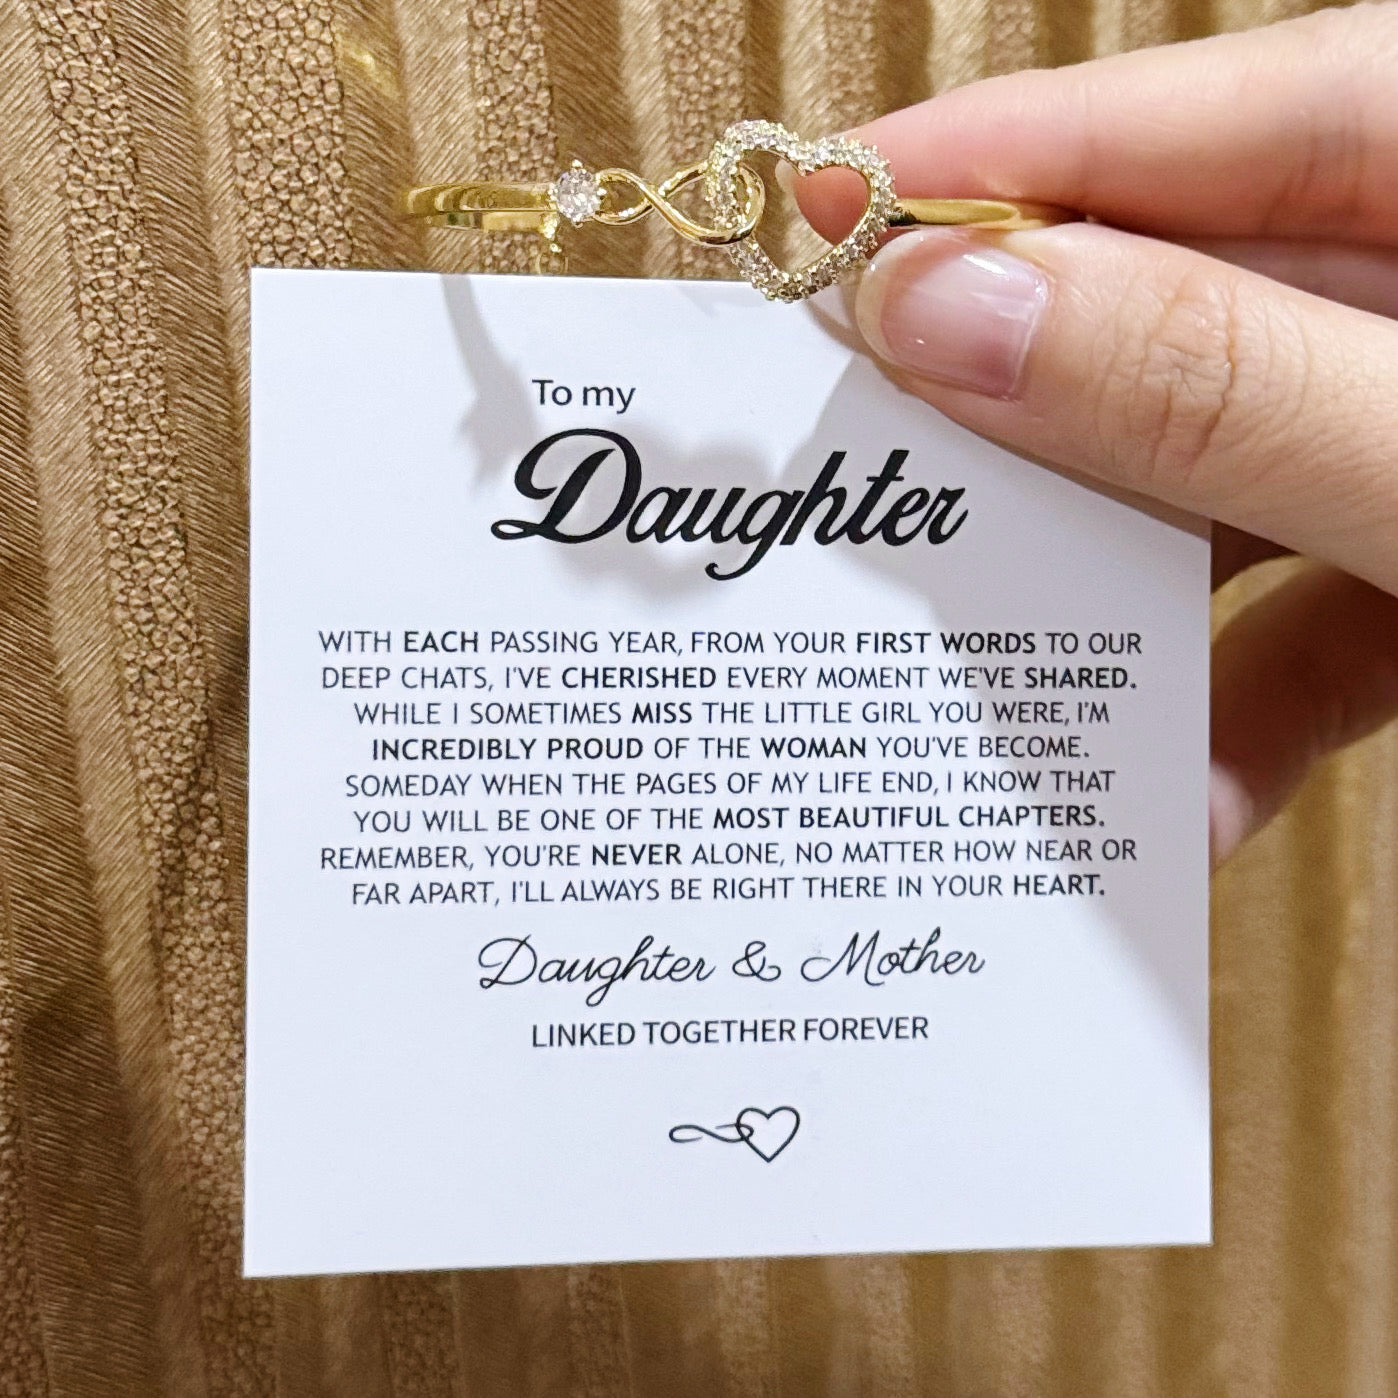 To my
Daughter
WITH EACH PASSING YEAR, FROM YOUR FIRST WORDS TO OUR
DEEP CHATS, I'VE CHERISHED EVERY MOMENT WE'VE SHARED.
WHILE I SOMETIMES MISS THE LITTLE GIRL YOU WERE, I'M
INCREDIBLY PROUD OF THE WOMAN YOU'VE BECOME.
SOMEDAY WHEN THE PAGES OF MY LIFE END, I KNOW THAT
YOU WILL BE ONE OF THE MOST BEAUTIFUL CHAPTERS.
REMEMBER, YOU'RE NEVER ALONE, NO MATTER HOW NEAR OR
FAR APART, I'LL ALWAYS BE RIGHT THERE IN YOUR HEART.
Daughter & Mother
LINKED TOGETHER FOREVER